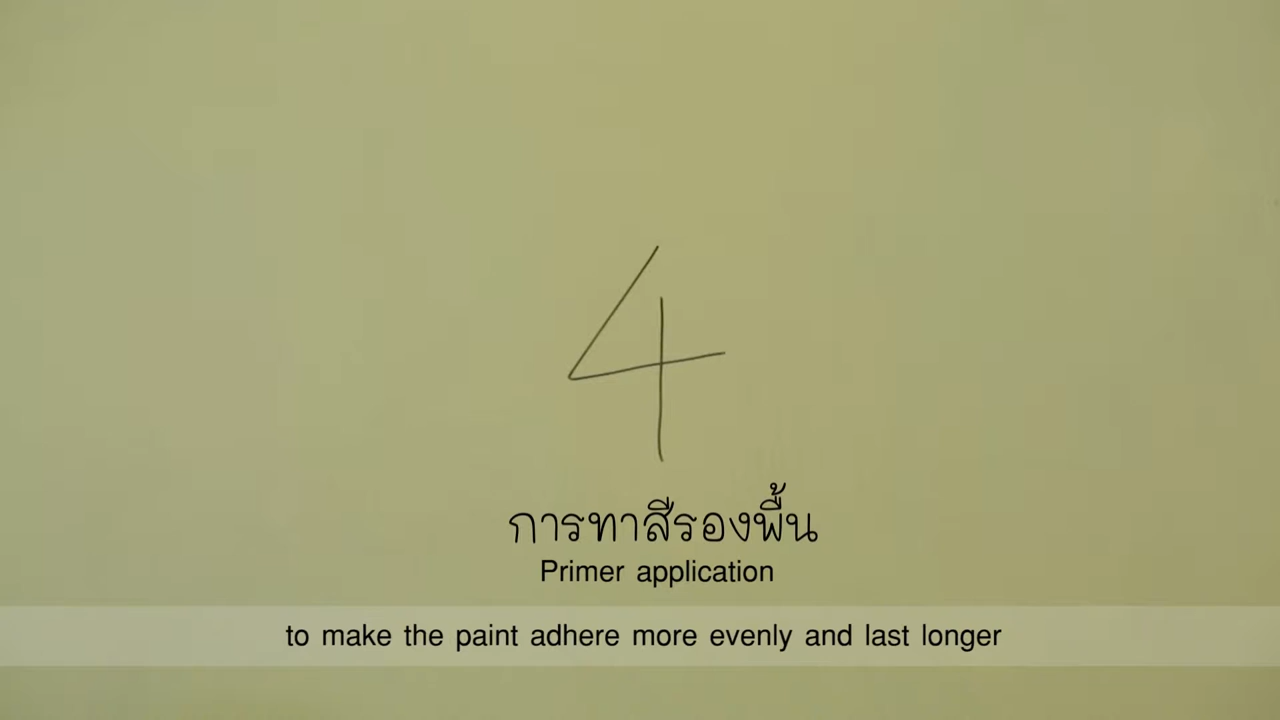 4
การทาสีรองพื้น
Primer application
to make the paint adhere more evenly and last longer